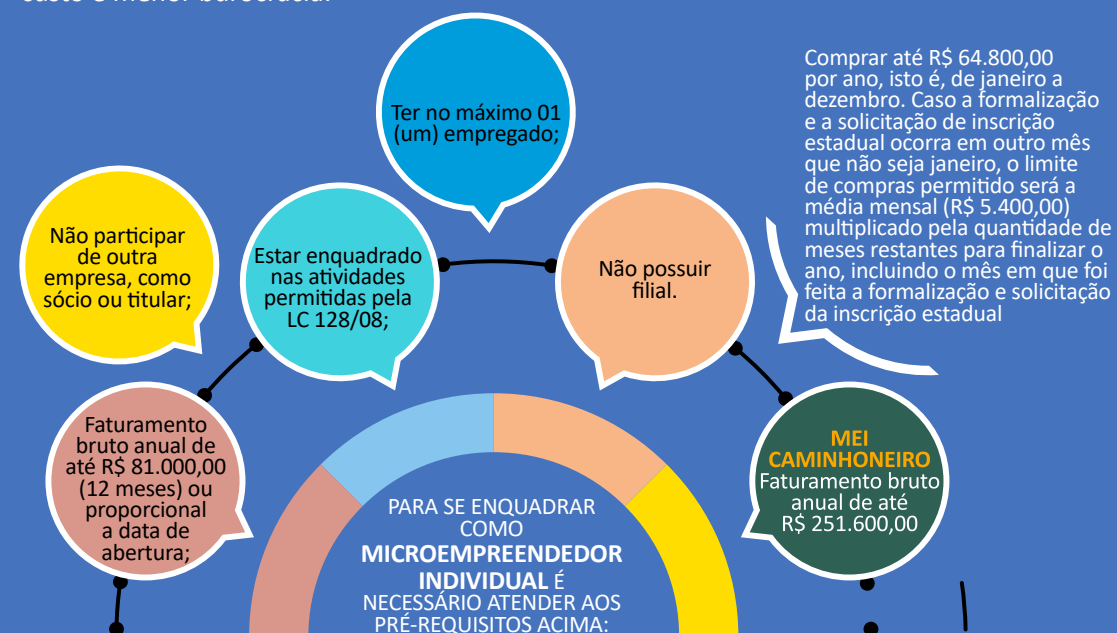 custo e menor burocracia.
Ter no máximo 01
(um) empregado;
Comprar até R$ 64.800,00
por ano, isto é, de janeiro a
dezembro. Caso a formalização
e a solicitação de inscrição
estadual ocorra em outro mês
que não seja janeiro, o limite
de compras permitido será a
média mensal (R$ 5.400,00)
multiplicado pela quantidade de
meses restantes para finalizar o
ano, incluindo o mês em que foi
feita a formalização e solicitação
da inscrição estadual
Não participar
de outra
empresa, como
sócio ou titular;
Estar enquadrado
nas atividades
permitidas pela
LC 128/08;
Não possuir
filial.
Faturamento
bruto anual de
até R$ 81.000,00
(12 meses) ou
proporcional
a data de
abertura;
MEI
CAMINHONEIRO
Faturamento bruto
anual de até
R$ 251.600,00
PARA SE ENQUADRAR
COMO
MICROEMPREENDEDOR
INDIVIDUAL É
NECESSÁRIO ATENDER AOS
PRÉ-REQUISITOS ACIMA: